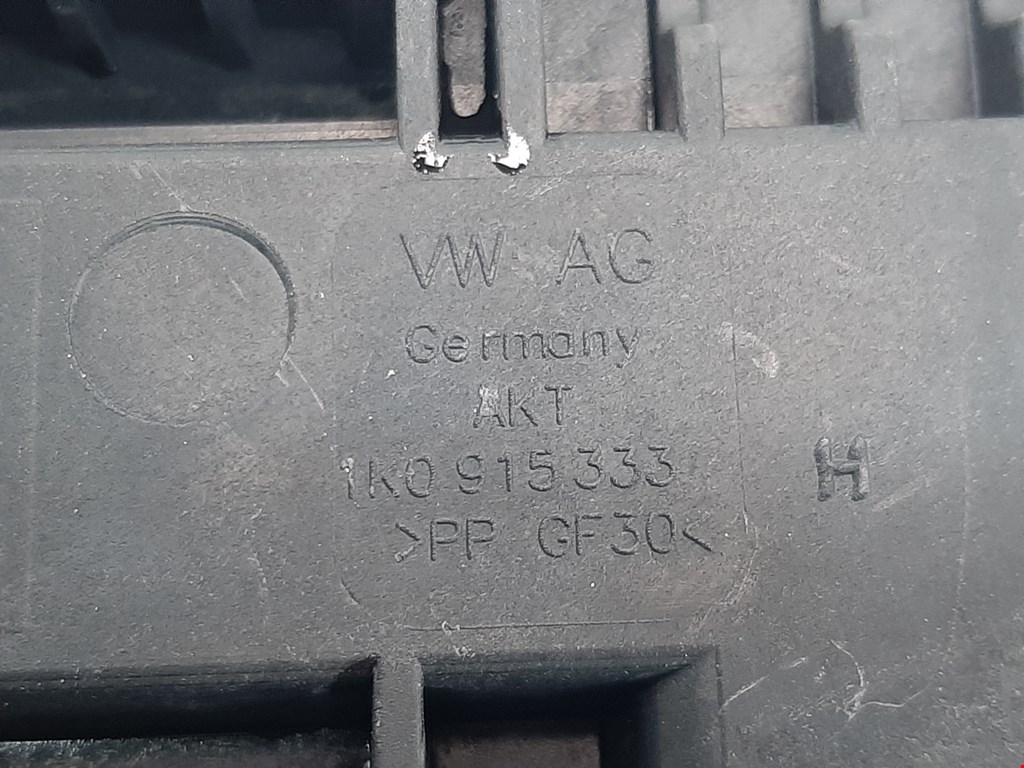 VW AG
Germany
AKT
1K0 915 333
>PP GF30<
H